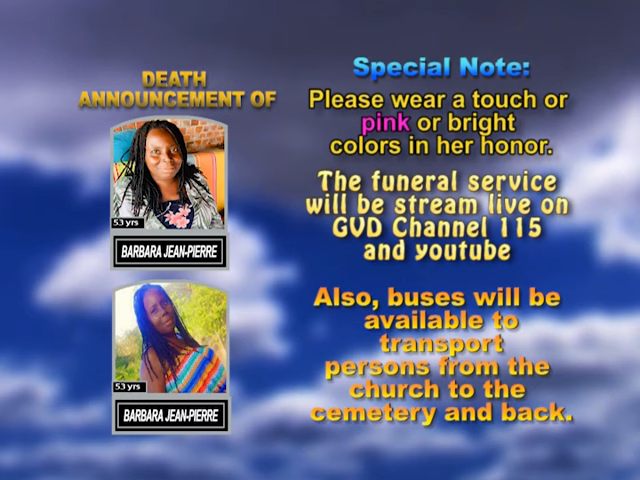 DEATH
ANNOUNCEMENT OF
53 yrs
BARBARA JEAN-PIERRE
53 yrs
BARBARA JEAN-PIERRE
Special Note:
Please wear a touch or
pink or bright
colors in her honor.
The funeral service
will be stream live on
GVD Channel 115
and youtube
Also, buses will be
available to
transport
persons from the
church to the
cemetery and back.